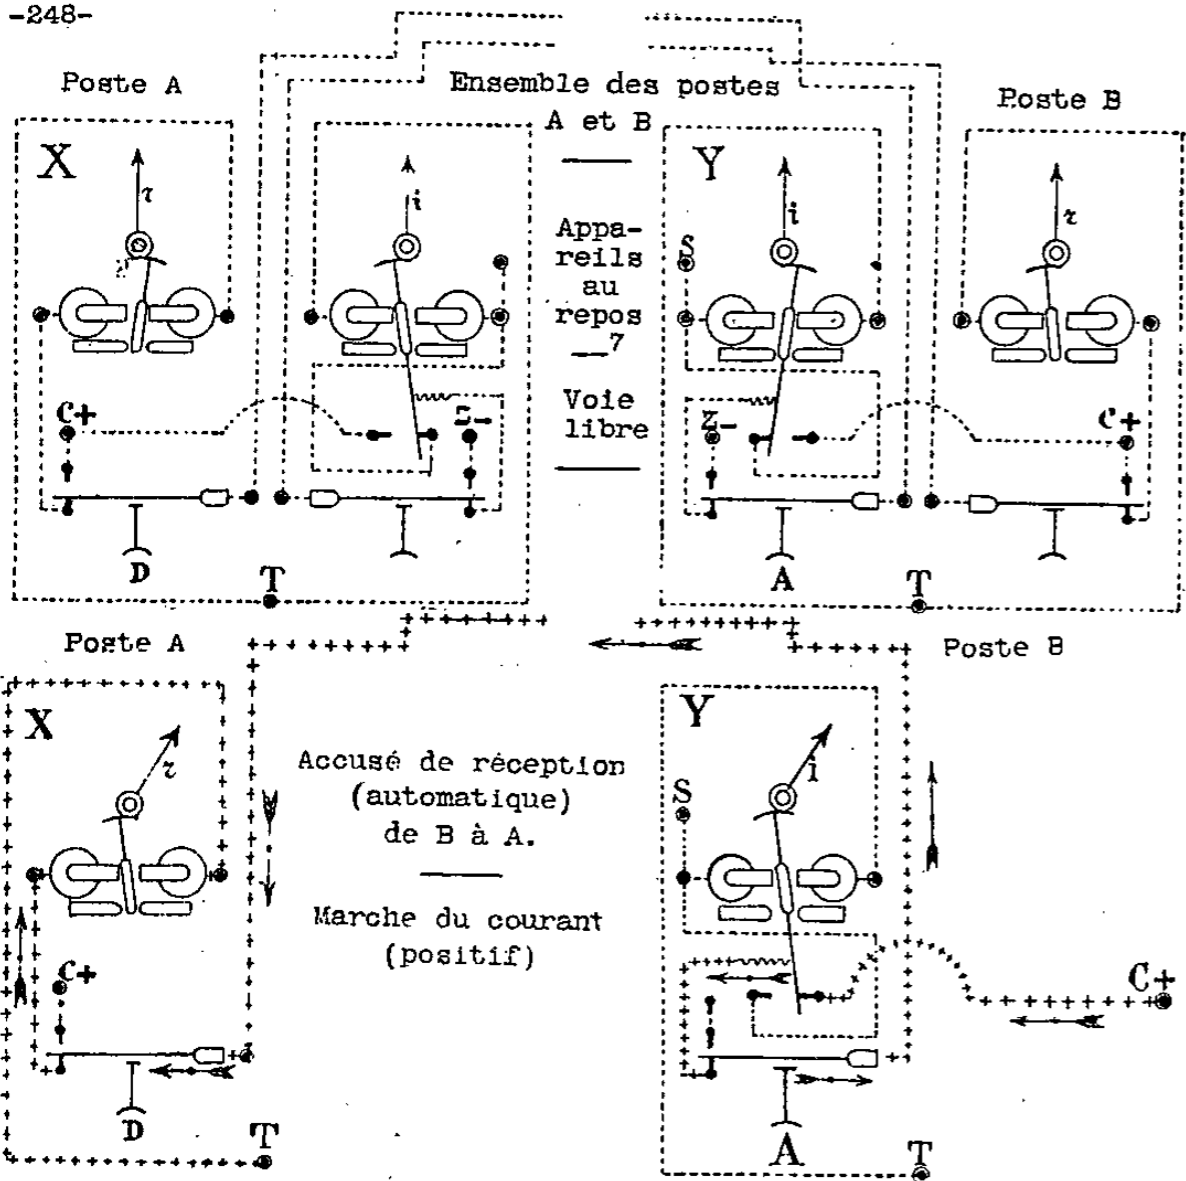 -248-
Poste A
Ensemble des postes
A et B
Poste B
X
Y
r
i
i
r
S
Appa-
reils
au
repos
7
Voie
libre
C+
Z-
Z-
C+
D
A
T
T
Poste A
Poste B
X
Y
r
i
S
Accusé de réception
(automatique)
de B à A.
Marche du courant
(positif)
C+
C+
D
A
T
T